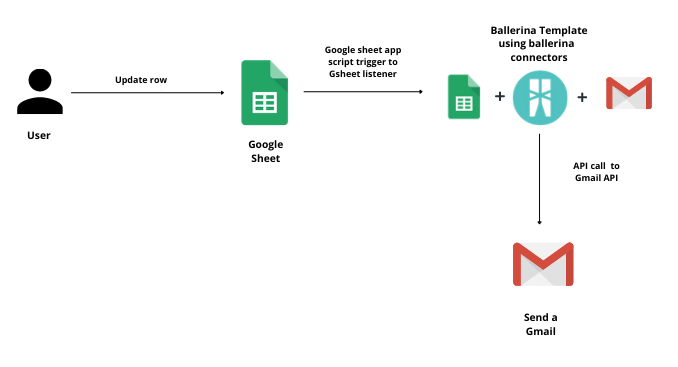 Ballerina Template
using ballerina
connectors
Google sheet app
script trigger to
Gsheet listener
Update row
+
+
User
Google
Sheet
API call to
Gmail API
Send a
Gmail